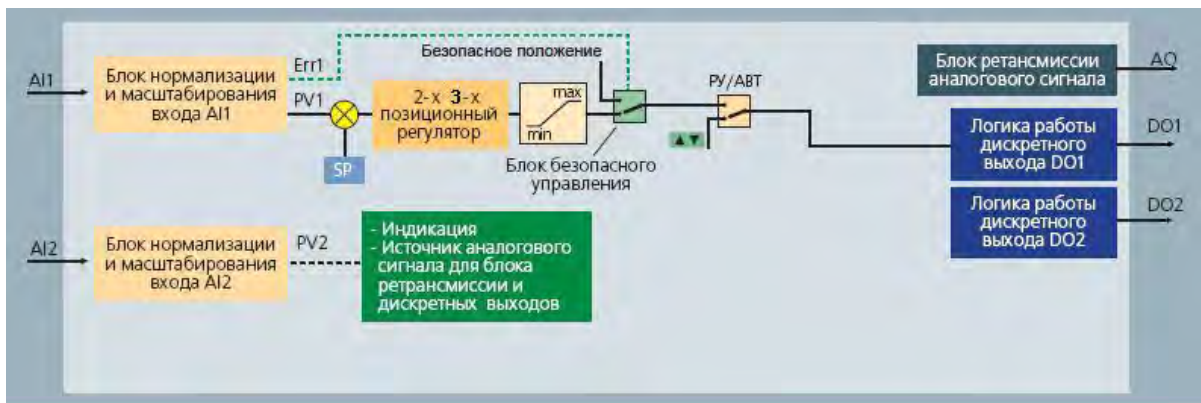 AI1
Блок нормализации
и масштабирования
входа AI1
Err1
PV1
SP
2-х 3-х
позиционный
регулятор
max
min
Безопасное положение
Блок безопасного
управления
РУ/АВТ
▲▼
Блок ретансмиссии
аналогового сигнала
AO
Логика работы
дискретного
выхода DO1
DO1
Логика работы
дискретного
выхода DO2
DO2
AI2
Блок нормализации
и масштабирования
входа AI2
PV2
- Индикация
- Источник аналогового
сигнала для блока
ретрансмиссии и
дискретных выходов